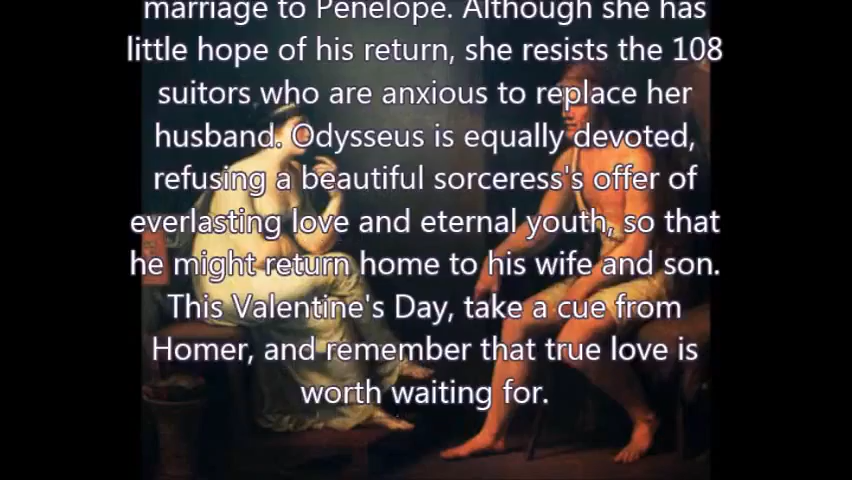 marriage to Penelope. Although she has
little hope of his return, she resists the 108
suitors who are anxious to replace her
husband. Odysseus is equally devoted,
refusing a beautiful sorceress's offer of
everlasting love and eternal youth, so that
he might return home to his wife and son.
This Valentine's Day, take a cue from
Homer, and remember that true love is
worth waiting for.